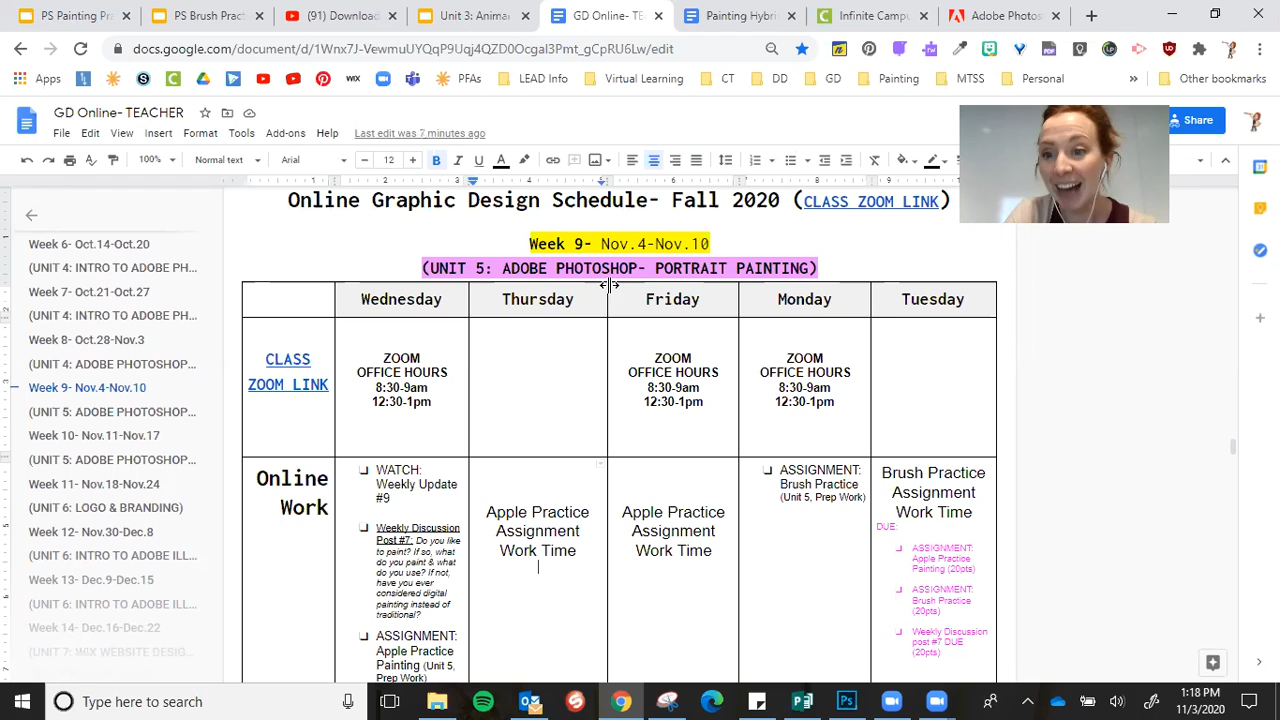 PS Painting Prac
PS Brush Pract
(91) Download
Unit 3: Animat
GD Online- TEA
Painting Hybri
Infinite Camp
Adobe Photos
docs.google.com/document/d/1Wnx7J-VewmuUYQqP9Uqj4QZD0Ocgal3Pmt_gCpRU6Lw/edit
Apps
PFAs
LEAD Info
Virtual Learning
CT
DD
GD
Painting
MTSS
Personal
Other bookmarks
GD Online- TEACHER
File Edit View Insert Format Tools Add-ons Help Last edit was 7 minutes ago
Share
100%
Normal text
Arial
12
Week 6- Oct.14-Oct.20
(UNIT 4: INTRO TO ADOBE PH...
Week 7- Oct.21-Oct.27
(UNIT 4: INTRO TO ADOBE PH...
Week 8- Oct.28-Nov.3
(UNIT 4: ADOBE PHOTOSHOP...
Week 9- Nov.4-Nov.10
(UNIT 5: ADOBE PHOTOSHOP...
Week 10- Nov.11-Nov.17
(UNIT 5: ADOBE PHOTOSHOP...
Week 11- Nov.18-Nov.24
(UNIT 6: LOGO & BRANDING)
Week 12- Nov.30-Dec.8
(UNIT 6: INTRO TO ADOBE ILL...
Week 13- Dec.9-Dec.15
(UNIT 6: INTRO TO ADOBE ILL...
Week 14- Dec.16-Dec.22
(UNIT 7: WIX WEBSITE DESIG...
Online Graphic Design Schedule- Fall 2020 (CLASS ZOOM LINK)
Week 9- Nov.4-Nov.10
(UNIT 5: ADOBE PHOTOSHOP- PORTRAIT PAINTING)
Wednesday
Thursday
Friday
Monday
Tuesday
CLASS
ZOOM LINK
ZOOM
OFFICE HOURS
8:30-9am
12:30-1pm
ZOOM
OFFICE HOURS
8:30-9am
12:30-1pm
ZOOM
OFFICE HOURS
8:30-9am
12:30-1pm
Online
Work
WATCH:
Weekly Update
#9
Weekly Discussion
Post #7: Do you like
to paint? If so, what
do you paint & what
do you use? If not,
have you ever
considered digital
painting instead of
traditional?
ASSIGNMENT:
Apple Practice
Painting (Unit 5,
Prep Work)
Apple Practice
Assignment
Work Time
Apple Practice
Assignment
Work Time
ASSIGNMENT:
Brush Practice
(Unit 5, Prep Work)
Brush Practice
Assignment
Work Time
DUE:
ASSIGNMENT:
Apple Practice
Painting (20pts)
ASSIGNMENT:
Brush Practice
(20pts)
Weekly Discussion
post #7 DUE
(20pts)
Type here to search
1:18 PM
11/3/2020